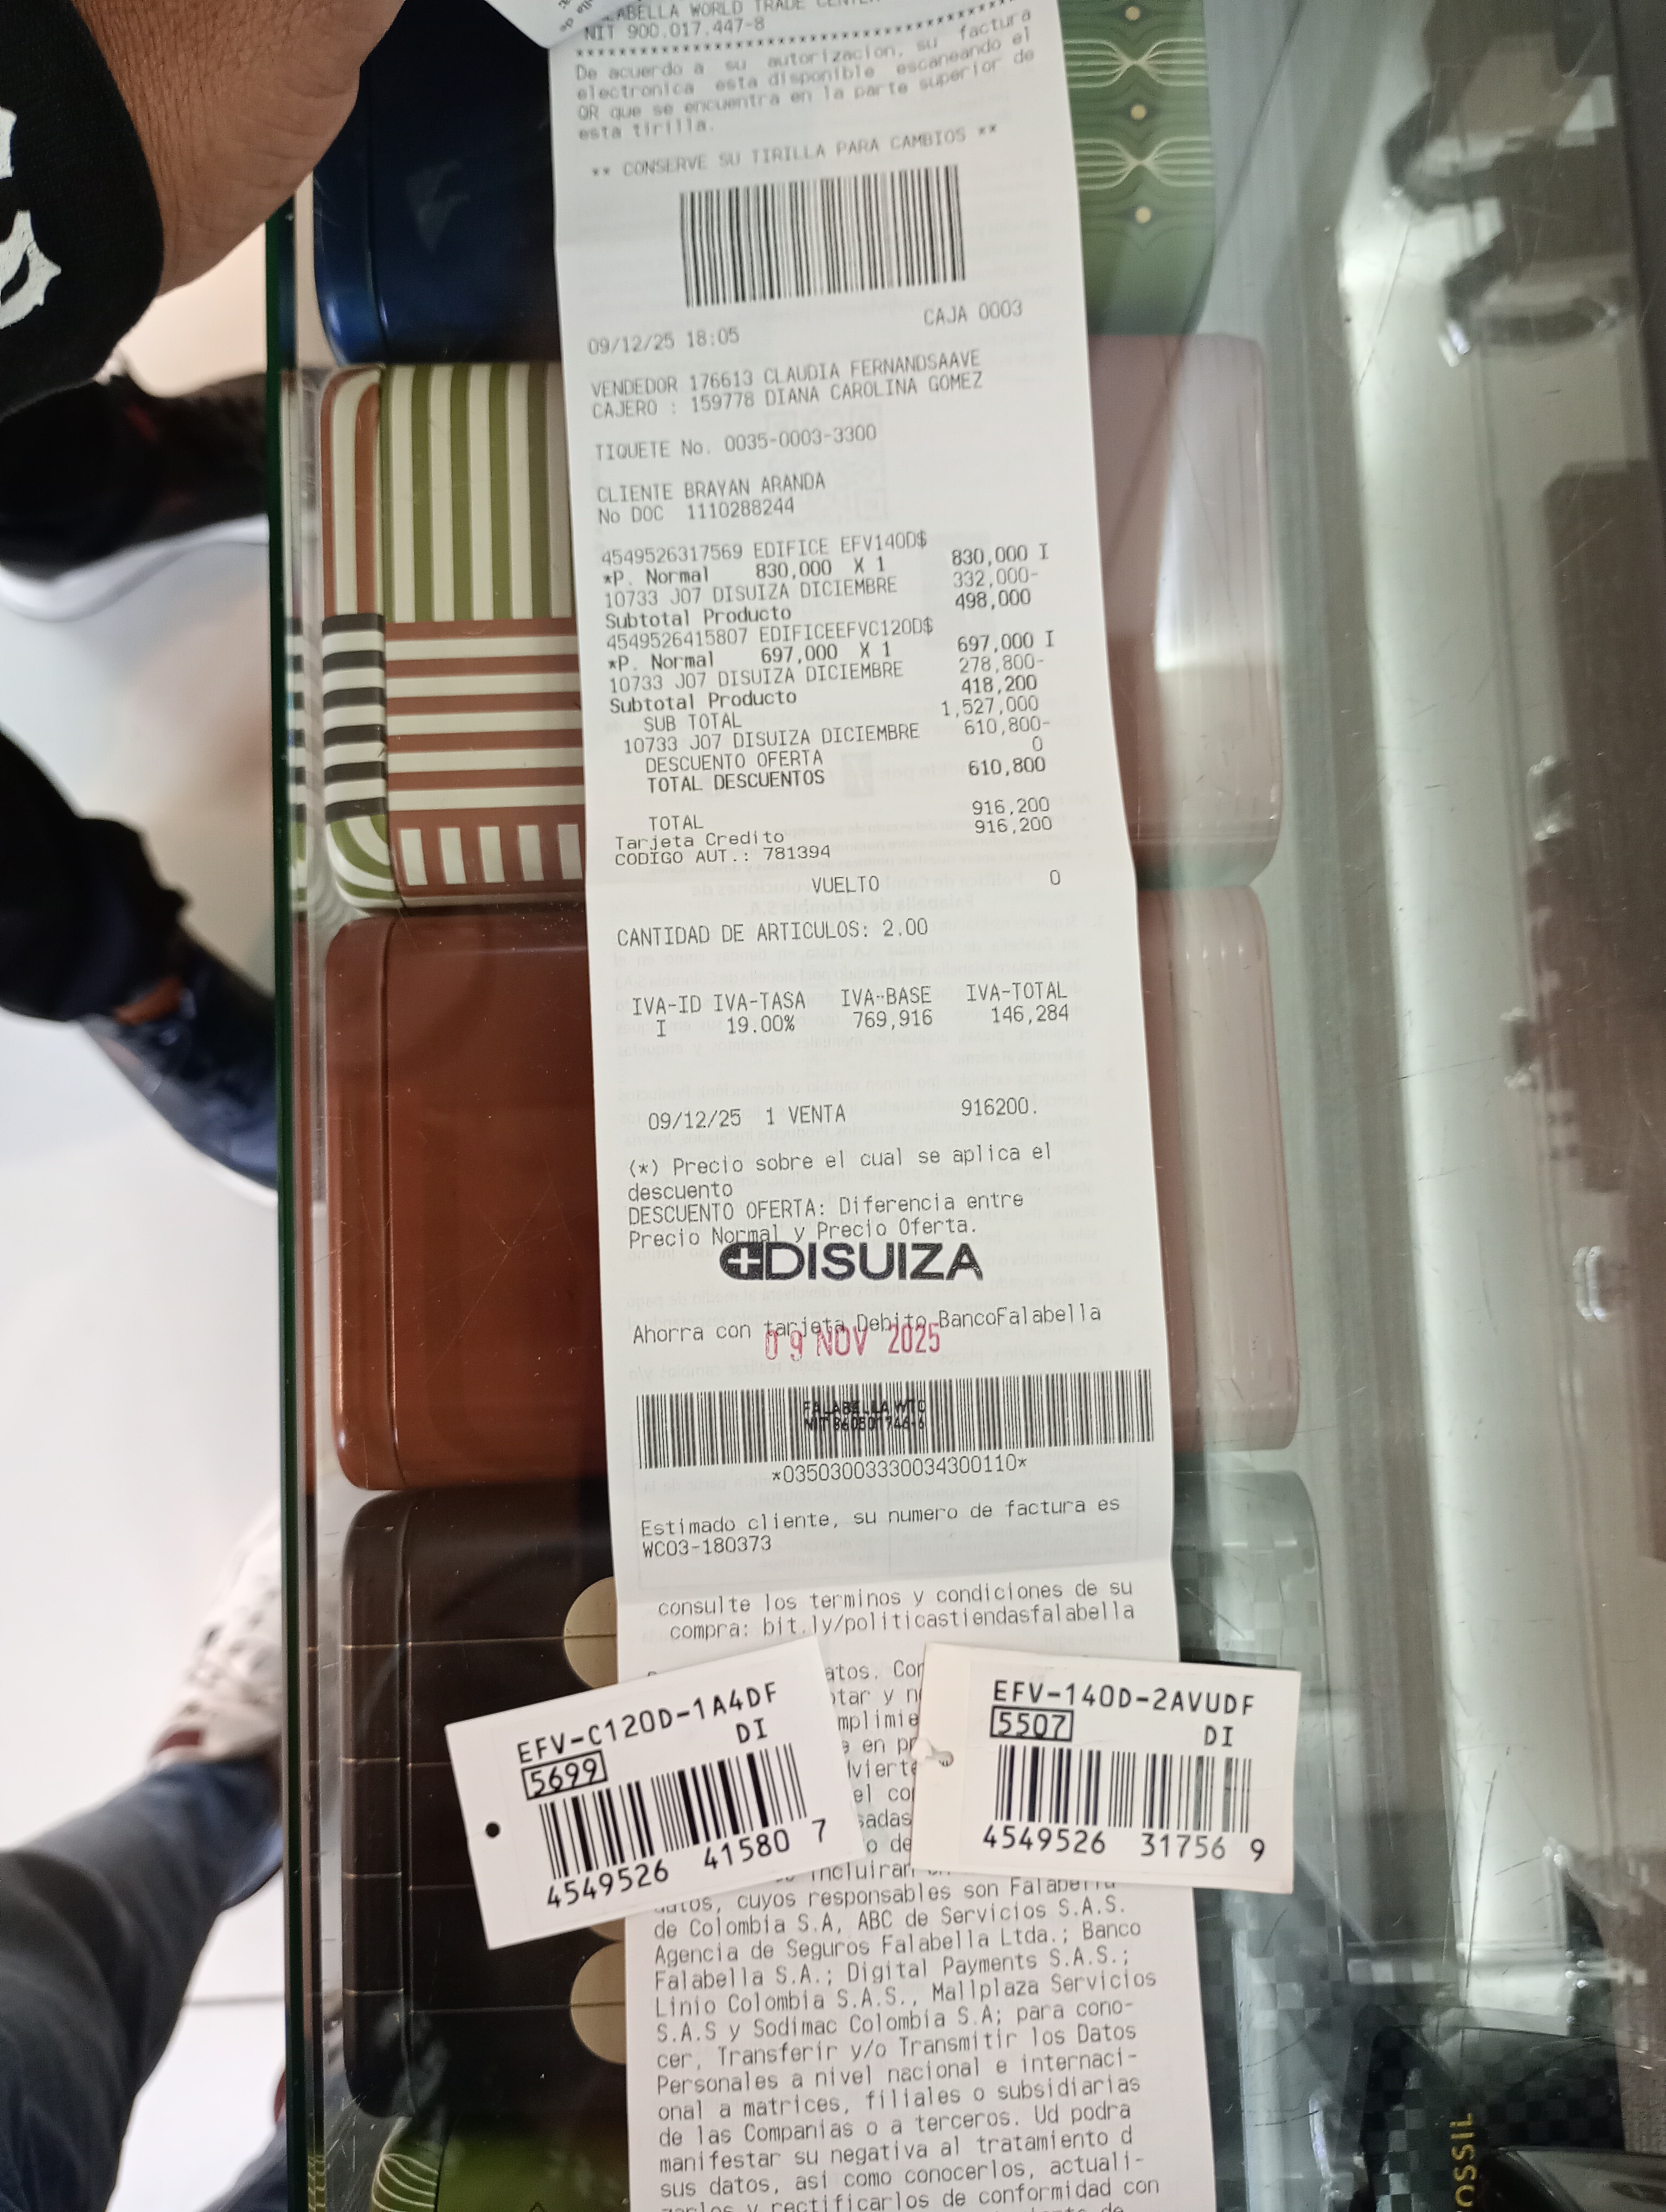 FALABELLA WORLD TRADE CENTER
NIT 900.017.447-8
De acuerdo a su autorizacion, su factura
electronica esta disponible escaneando el
QR que se encuentra en la parte superior de
esta tirilla.
** CONSERVE SU TIRILLA PARA CAMBIOS **
09/12/25 18:05 CAJA 0003
VENDEDOR 176613 CLAUDIA FERNANDSAAVE
CAJERO : 159778 DIANA CAROLINA GOMEZ
TIQUETE No. 0035-0003-3300
CLIENTE BRAYAN ARANDA
No DOC 1110288244
4549526317569 EDIFICE EFV140D$
*P. Normal 830,000 X 1 830,000 I
10733 J07 DISUIZA DICIEMBRE 332,000-
Subtotal Producto 498,000
4549526415807 EDIFICEEFVC120D$
*P. Normal 697,000 X 1 697,000 I
10733 J07 DISUIZA DICIEMBRE 278,800-
Subtotal Producto 418,200
SUB TOTAL 1,527,000
10733 J07 DISUIZA DICIEMBRE 610,800-
DESCUENTO OFERTA 0
TOTAL DESCUENTOS 610,800
TOTAL 916,200
Tarjeta Credito 916,200
CODIGO AUT.: 781394
VUELTO 0
CANTIDAD DE ARTICULOS: 2.00
IVA-ID IVA-TASA IVA-BASE IVA-TOTAL
I 19.00% 769,916 146,284
09/12/25 1 VENTA 916200.
(*) Precio sobre el cual se aplica el
descuento
DESCUENTO OFERTA: Diferencia entre
Precio Normal y Precio Oferta.
DISUIZA
Ahorra con tarjeta Debito BancoFalabella
09 NOV 2025
FALABELLA WTC
NIT 860501746-6
*03503003330034300110*
Estimado cliente, su numero de factura es
WC03-180373
consulte los terminos y condiciones de su
compra: bit.ly/politicastiendasfalabella
EFV-C120D-1A4DF
5699 DI
4549526 41580 7
EFV-140D-2AVUDF
5507 DI
4549526 31756 9
datos, cuyos responsables son Falabella
de Colombia S.A, ABC de Servicios S.A.S.
Agencia de Seguros Falabella Ltda.; Banco
Falabella S.A.; Digital Payments S.A.S.;
Linio Colombia S.A.S., Mallplaza Servicios
S.A.S y Sodimac Colombia S.A; para cono-
cer, Transferir y/o Transmitir los Datos
Personales a nivel nacional e internaci-
onal a matrices, filiales o subsidiarias
de las Companias o a terceros. Ud podra
manifestar su negativa al tratamiento d
sus datos, asi como conocerlos, actuali-
zarlos y rectificarlos de conformidad con
OSSIL